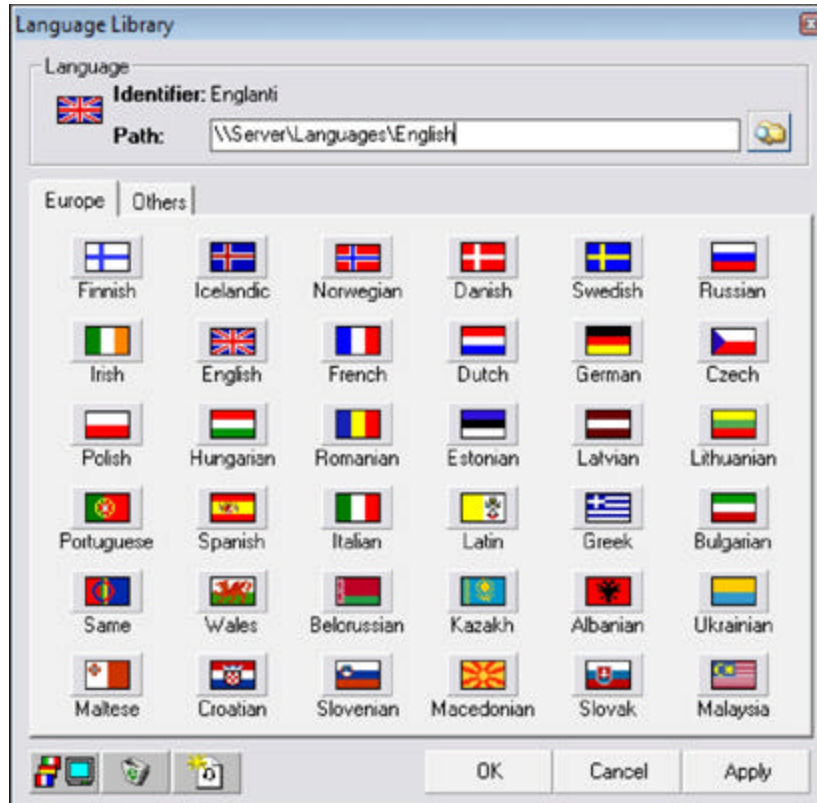 Language Library
Language
Identifier: Englanti
Path: \\Server\Languages\English
Europe Others
Finnish Icelandic Norwegian Danish Swedish Russian
Irish English French Dutch German Czech
Polish Hungarian Romanian Estonian Latvian Lithuanian
Portuguese Spanish Italian Latin Greek Bulgarian
Same Wales Belorussian Kazakh Albanian Ukrainian
Maltese Croatian Slovenian Macedonian Slovak Malaysia
OK Cancel Apply